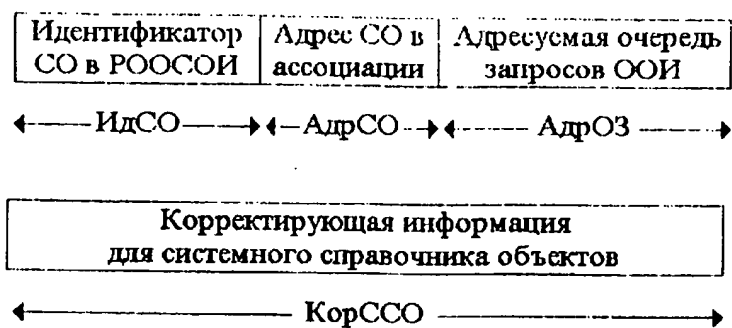 Идентификатор Адрес СО в Адресуемая очередь
СО в РООСОИ ассоциации запросов ООИ
ИдСО АдрСО АдрОЗ
Корректирующая информация
для системного справочника объектов
КорССО